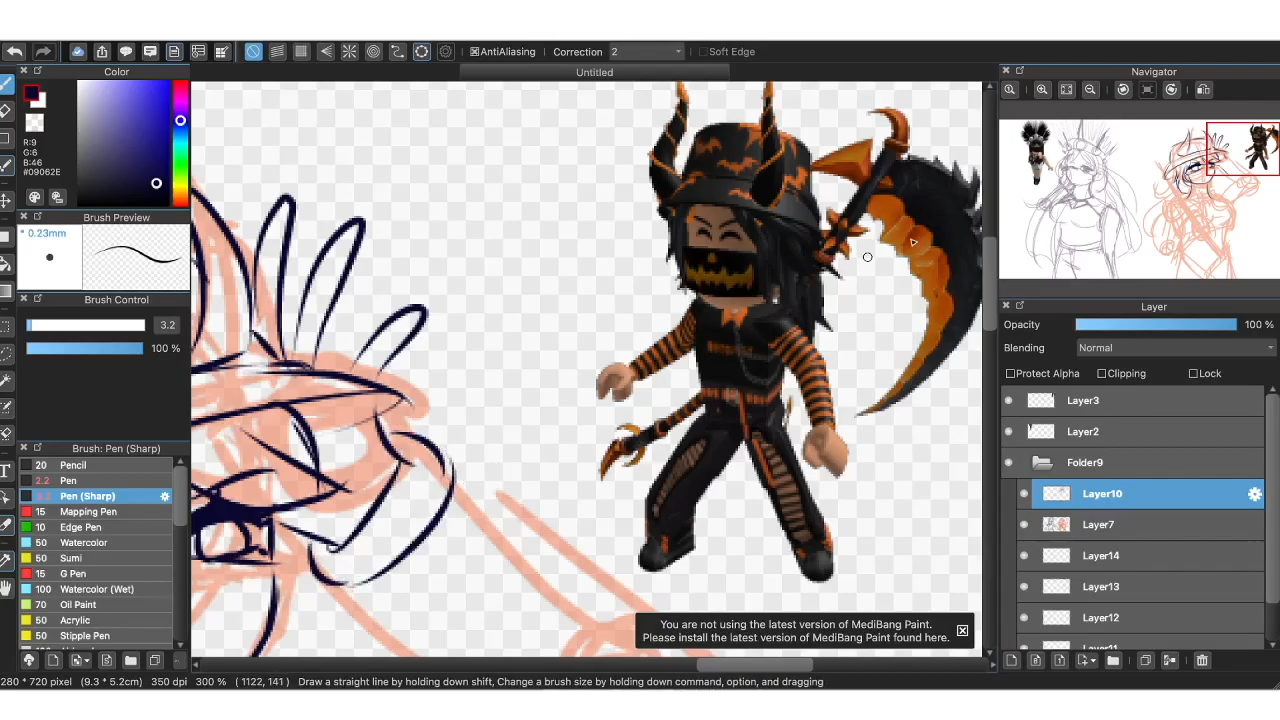 AntiAliasing Correction 2 Soft Edge
Color
Untitled
Navigator
R:9
G:6
B:46
#09062E
Brush Preview
* 0.23mm
Brush Control
3.2
100 %
Layer
Opacity 100 %
Blending Normal
Protect Alpha Clipping Lock
Layer3
Layer2
Folder9
Layer10
Layer7
Layer14
Layer13
Layer12
Brush: Pen (Sharp)
20 Pencil
2.2 Pen
Pen (Sharp)
15 Mapping Pen
10 Edge Pen
50 Watercolor
50 Sumi
15 G Pen
100 Watercolor (Wet)
70 Oil Paint
50 Acrylic
50 Stipple Pen
You are not using the latest version of MediBang Paint.
Please install the latest version of MediBang Paint found here.
280 * 720 pixel (9.3 * 5.2cm) 350 dpi 300 % ( 1122, 141 ) Draw a straight line by holding down shift, Change a brush size by holding down command, option, and dragging